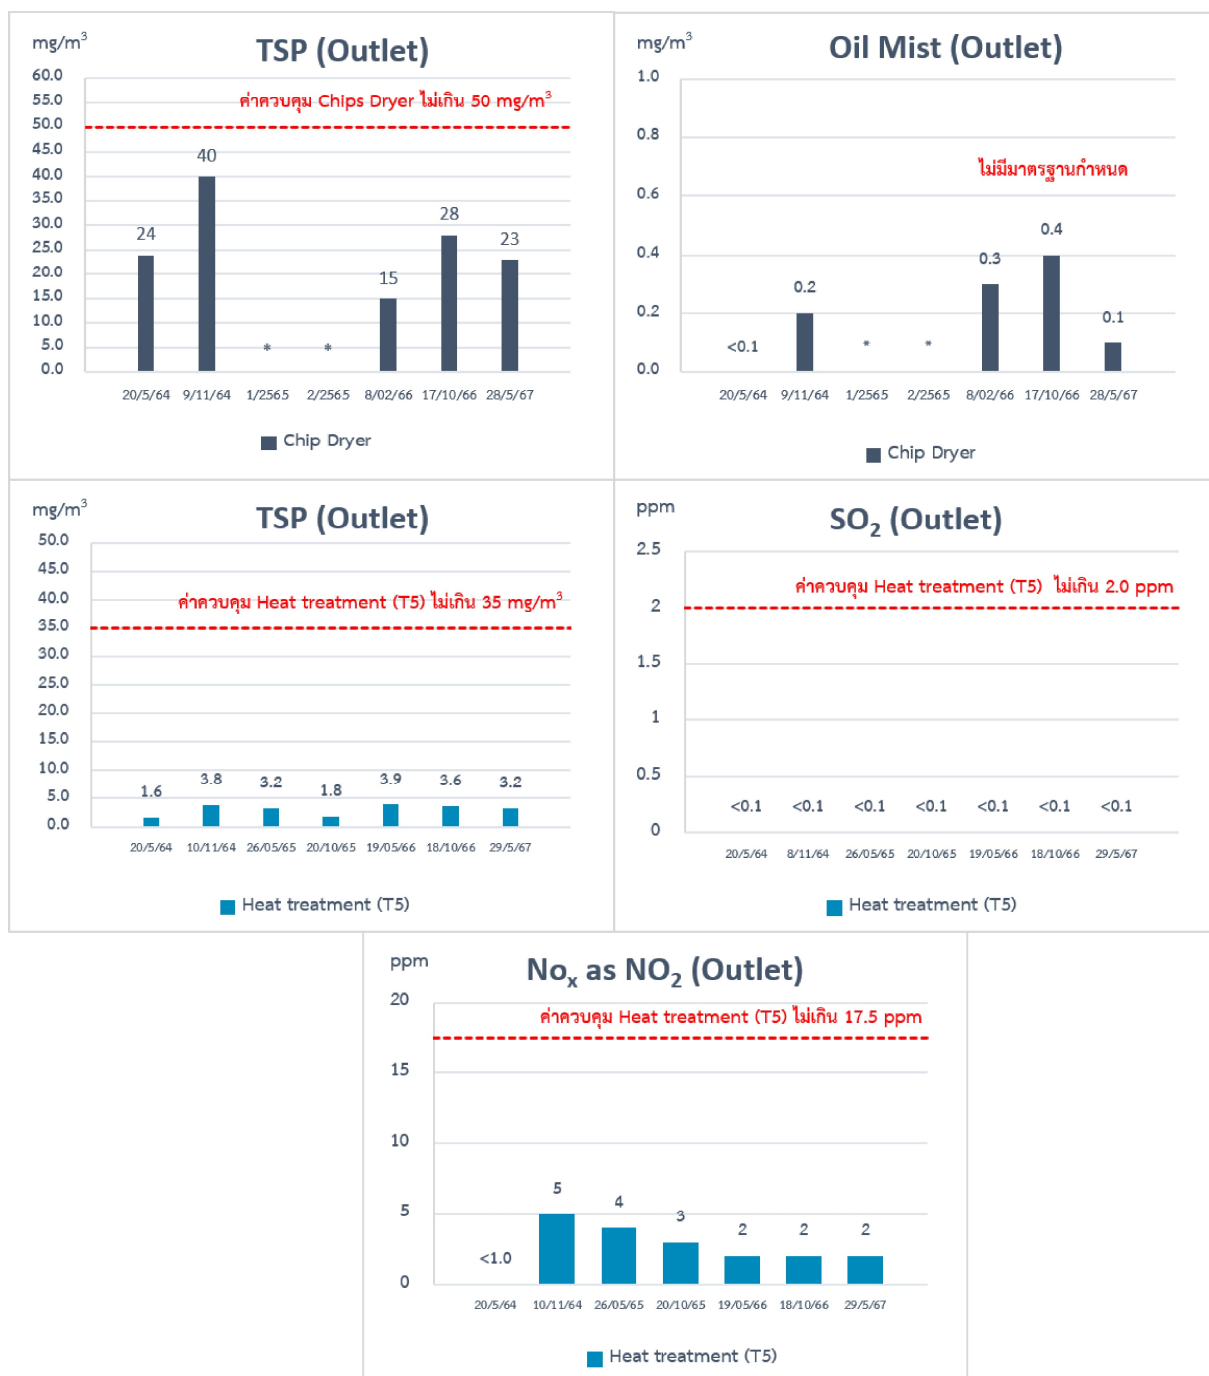 mg/m³
TSP (Outlet)
60.0
55.0
50.0
45.0
40.0
35.0
30.0
25.0
20.0
15.0
10.0
5.0
0.0
ค่าควบคุม Chips Dryer ไม่เกิน 50 mg/m³
24
40
*
*
15
28
23
20/5/64 9/11/64 1/2565 2/2565 8/02/66 17/10/66 28/5/67
Chip Dryer
mg/m³
Oil Mist (Outlet)
1.0
0.8
0.6
0.4
0.2
0.0
ไม่มีมาตรฐานกำหนด
<0.1
0.2
*
*
0.3
0.4
0.1
20/5/64 9/11/64 1/2565 2/2565 8/02/66 17/10/66 28/5/67
Chip Dryer
mg/m³
TSP (Outlet)
50.0
45.0
40.0
35.0
30.0
25.0
20.0
15.0
10.0
5.0
0.0
ค่าควบคุม Heat treatment (T5) ไม่เกิน 35 mg/m³
1.6 3.8 3.2 1.8 3.9 3.6 3.2
20/5/64 10/11/64 26/05/65 20/10/65 19/05/66 18/10/66 29/5/67
Heat treatment (T5)
ppm
SO₂ (Outlet)
2.5
2
1.5
1
0.5
0
ค่าควบคุม Heat treatment (T5) ไม่เกิน 2.0 ppm
<0.1 <0.1 <0.1 <0.1 <0.1 <0.1 <0.1
20/5/64 8/11/64 26/05/65 20/10/65 19/05/66 18/10/66 29/5/67
Heat treatment (T5)
ppm
Noₓ as NO₂ (Outlet)
20
15
10
5
0
ค่าควบคุม Heat treatment (T5) ไม่เกิน 17.5 ppm
<1.0 5 4 3 2 2 2
20/5/64 10/11/64 26/05/65 20/10/65 19/05/66 18/10/66 29/5/67
Heat treatment (T5)